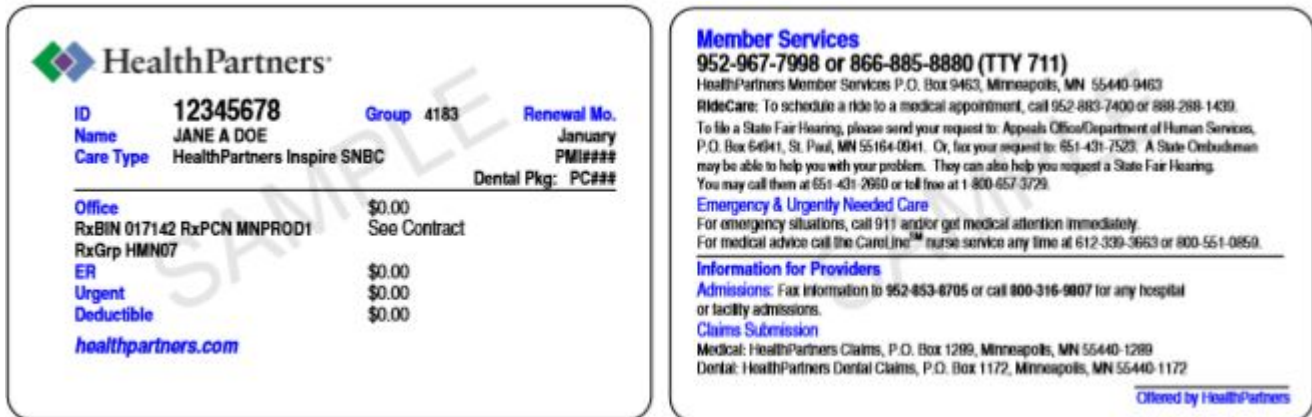 HealthPartners
ID 12345678 Group 4183 Renewal Mo.
Name JANE A DOE January
Care Type HealthPartners Inspire SNBC PMI####
Dental Pkg: PC###
Office $0.00
RxBIN 017142 RxPCN MNPROD1 See Contract
RxGrp HMN07
ER $0.00
Urgent $0.00
Deductible $0.00
healthpartners.com
SAMPLE
Member Services
952-967-7998 or 866-885-8880 (TTY 711)
HealthPartners Member Services P.O. Box 9463, Minneapolis, MN 55440-9463
RideCare: To schedule a ride to a medical appointment, call 952-883-7400 or 888-288-1439.
To file a State Fair Hearing, please send your request to: Appeals Office/Department of Human Services,
P.O. Box 64941, St. Paul, MN 55164-0941. Or, fax your request to: 651-431-7523. A State Ombudsman
may be able to help you with your problem. They can also help you request a State Fair Hearing.
You may call them at 651-431-2660 or toll free at 1-800-657-3729.
Emergency & Urgently Needed Care
For emergency situations, call 911 and/or get medical attention immediately.
For medical advice call the CareLine℠ nurse service any time at 612-339-3663 or 800-551-0859.
Information for Providers
Admissions: Fax information to 952-853-8705 or call 800-316-9807 for any hospital
or facility admissions.
Claims Submission
Medical: HealthPartners Claims, P.O. Box 1289, Minneapolis, MN 55440-1289
Dental: HealthPartners Dental Claims, P.O. Box 1172, Minneapolis, MN 55440-1172
Offered by HealthPartners
SAMPLE